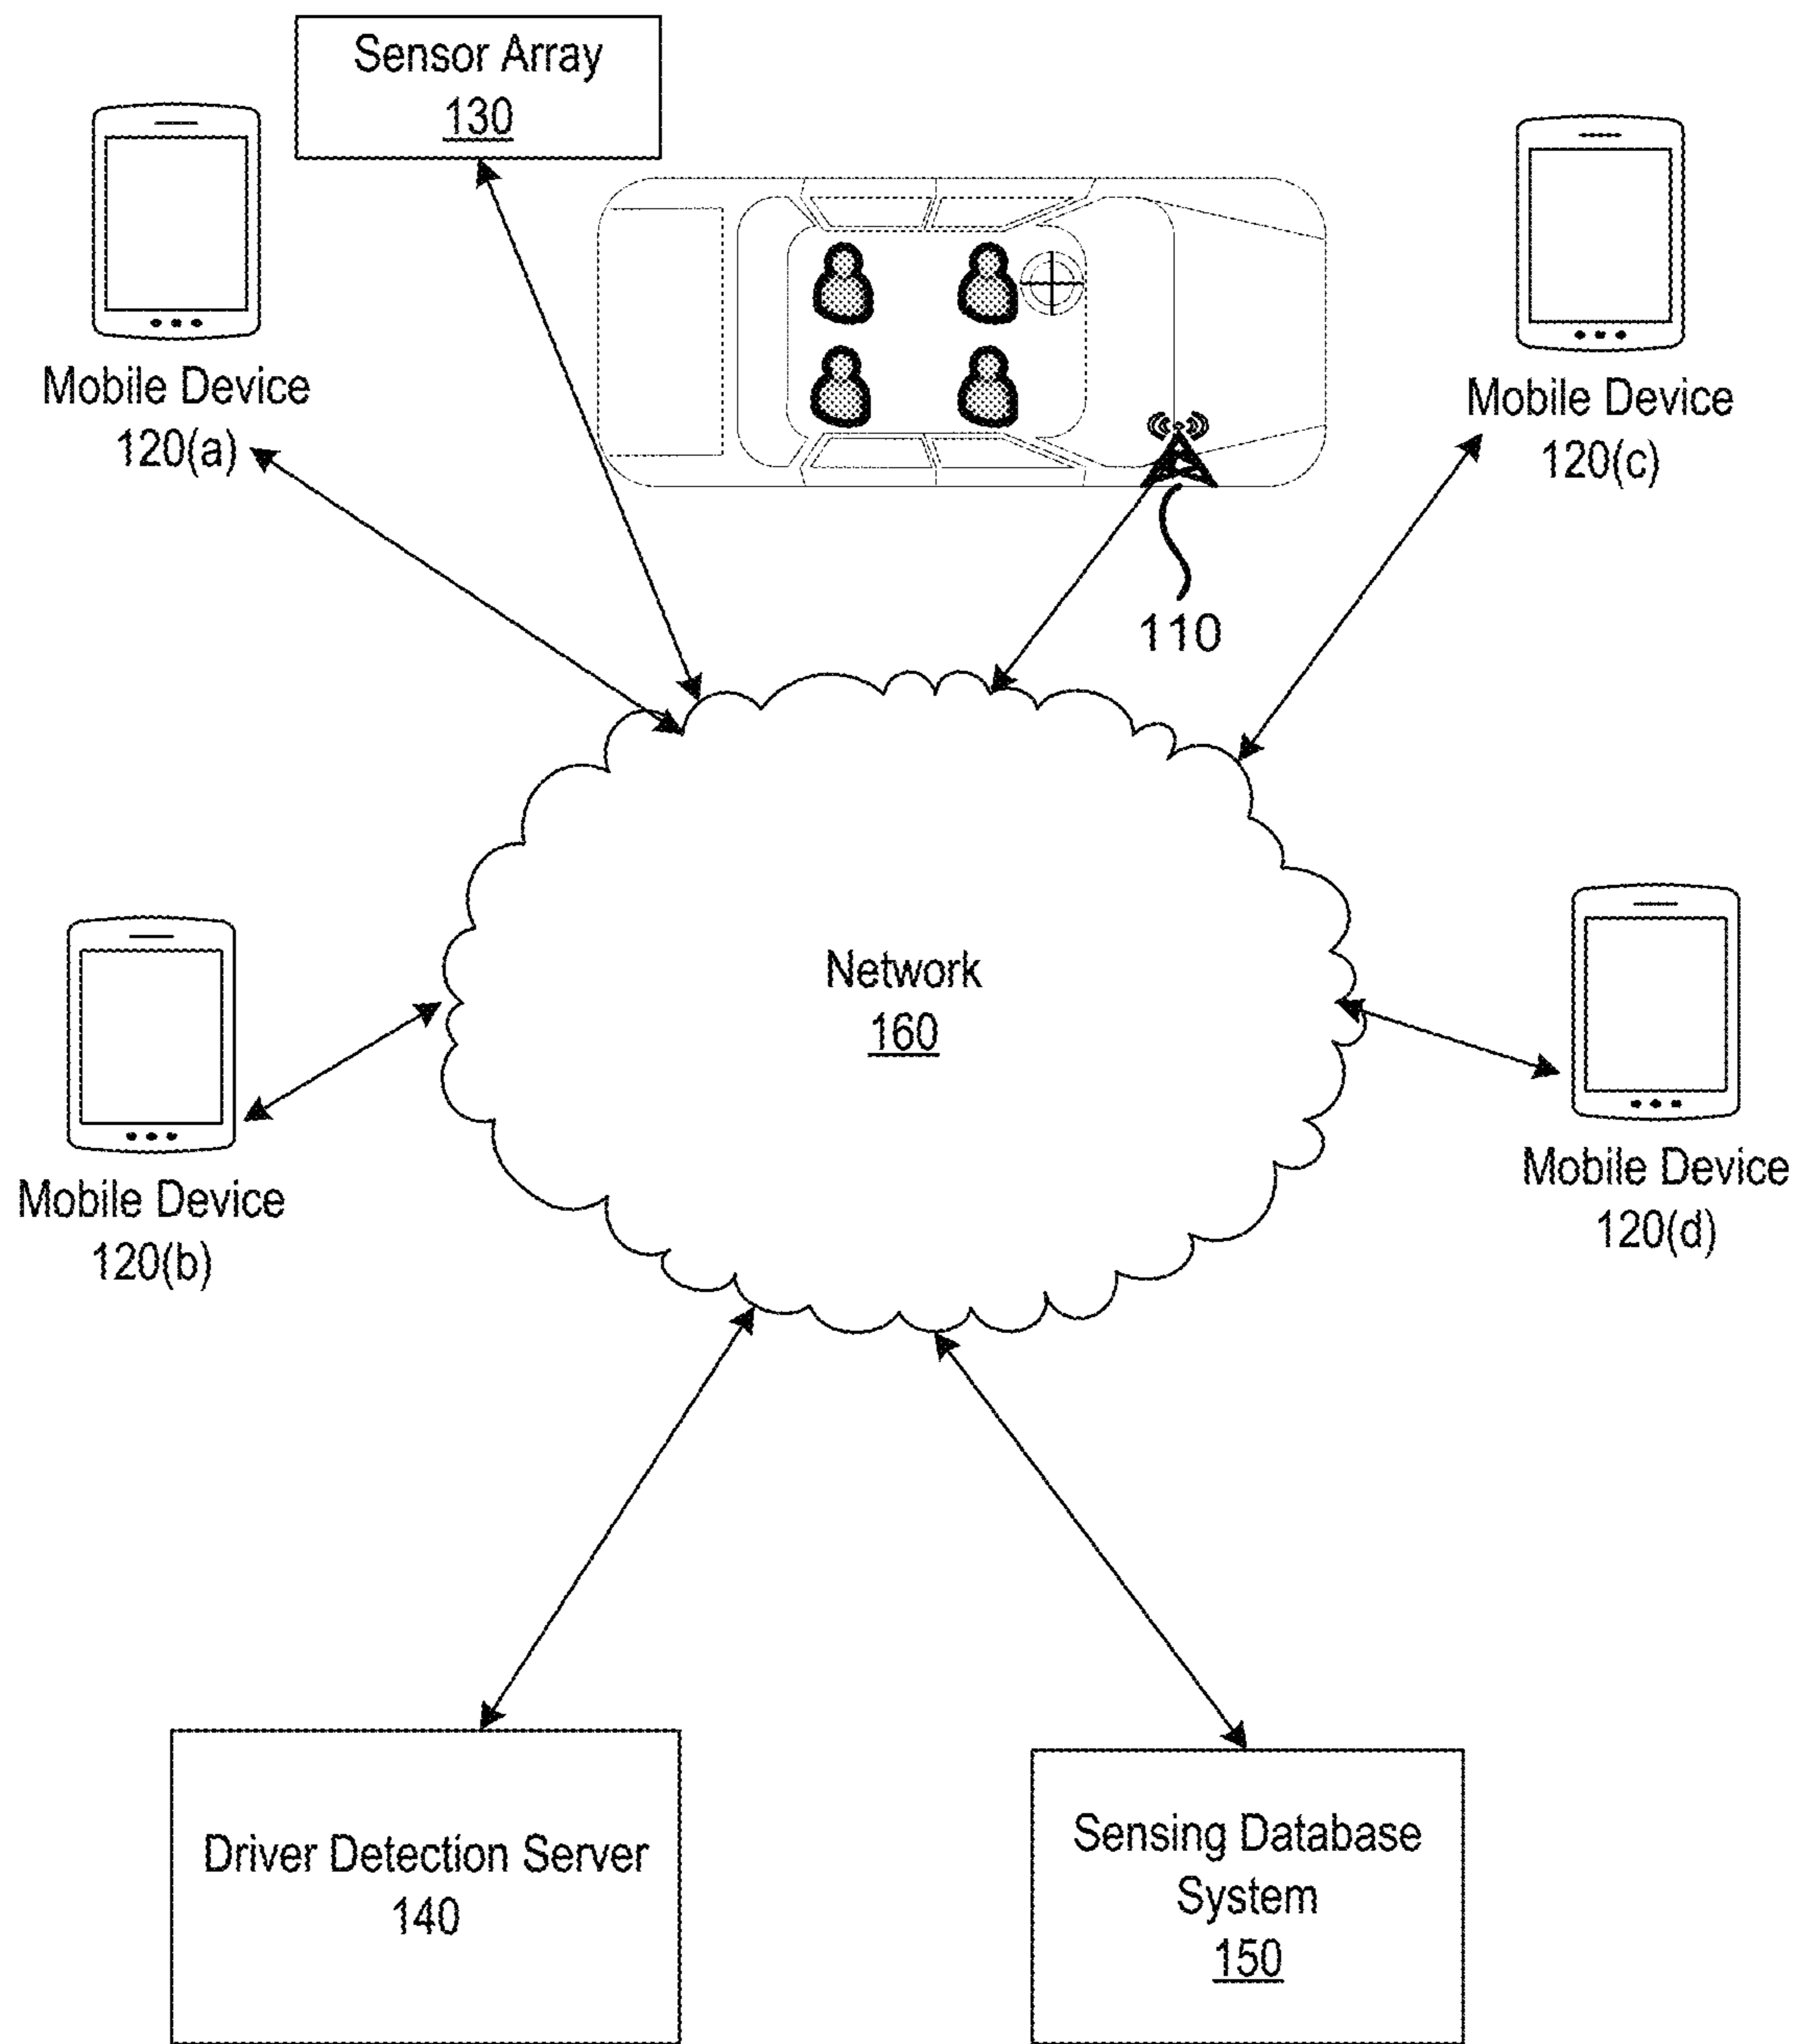 Sensor Array
130
Mobile Device
120(a)
Mobile Device
120(c)
110
Network
160
Mobile Device
120(b)
Mobile Device
120(d)
Driver Detection Server
140
Sensing Database
System
150